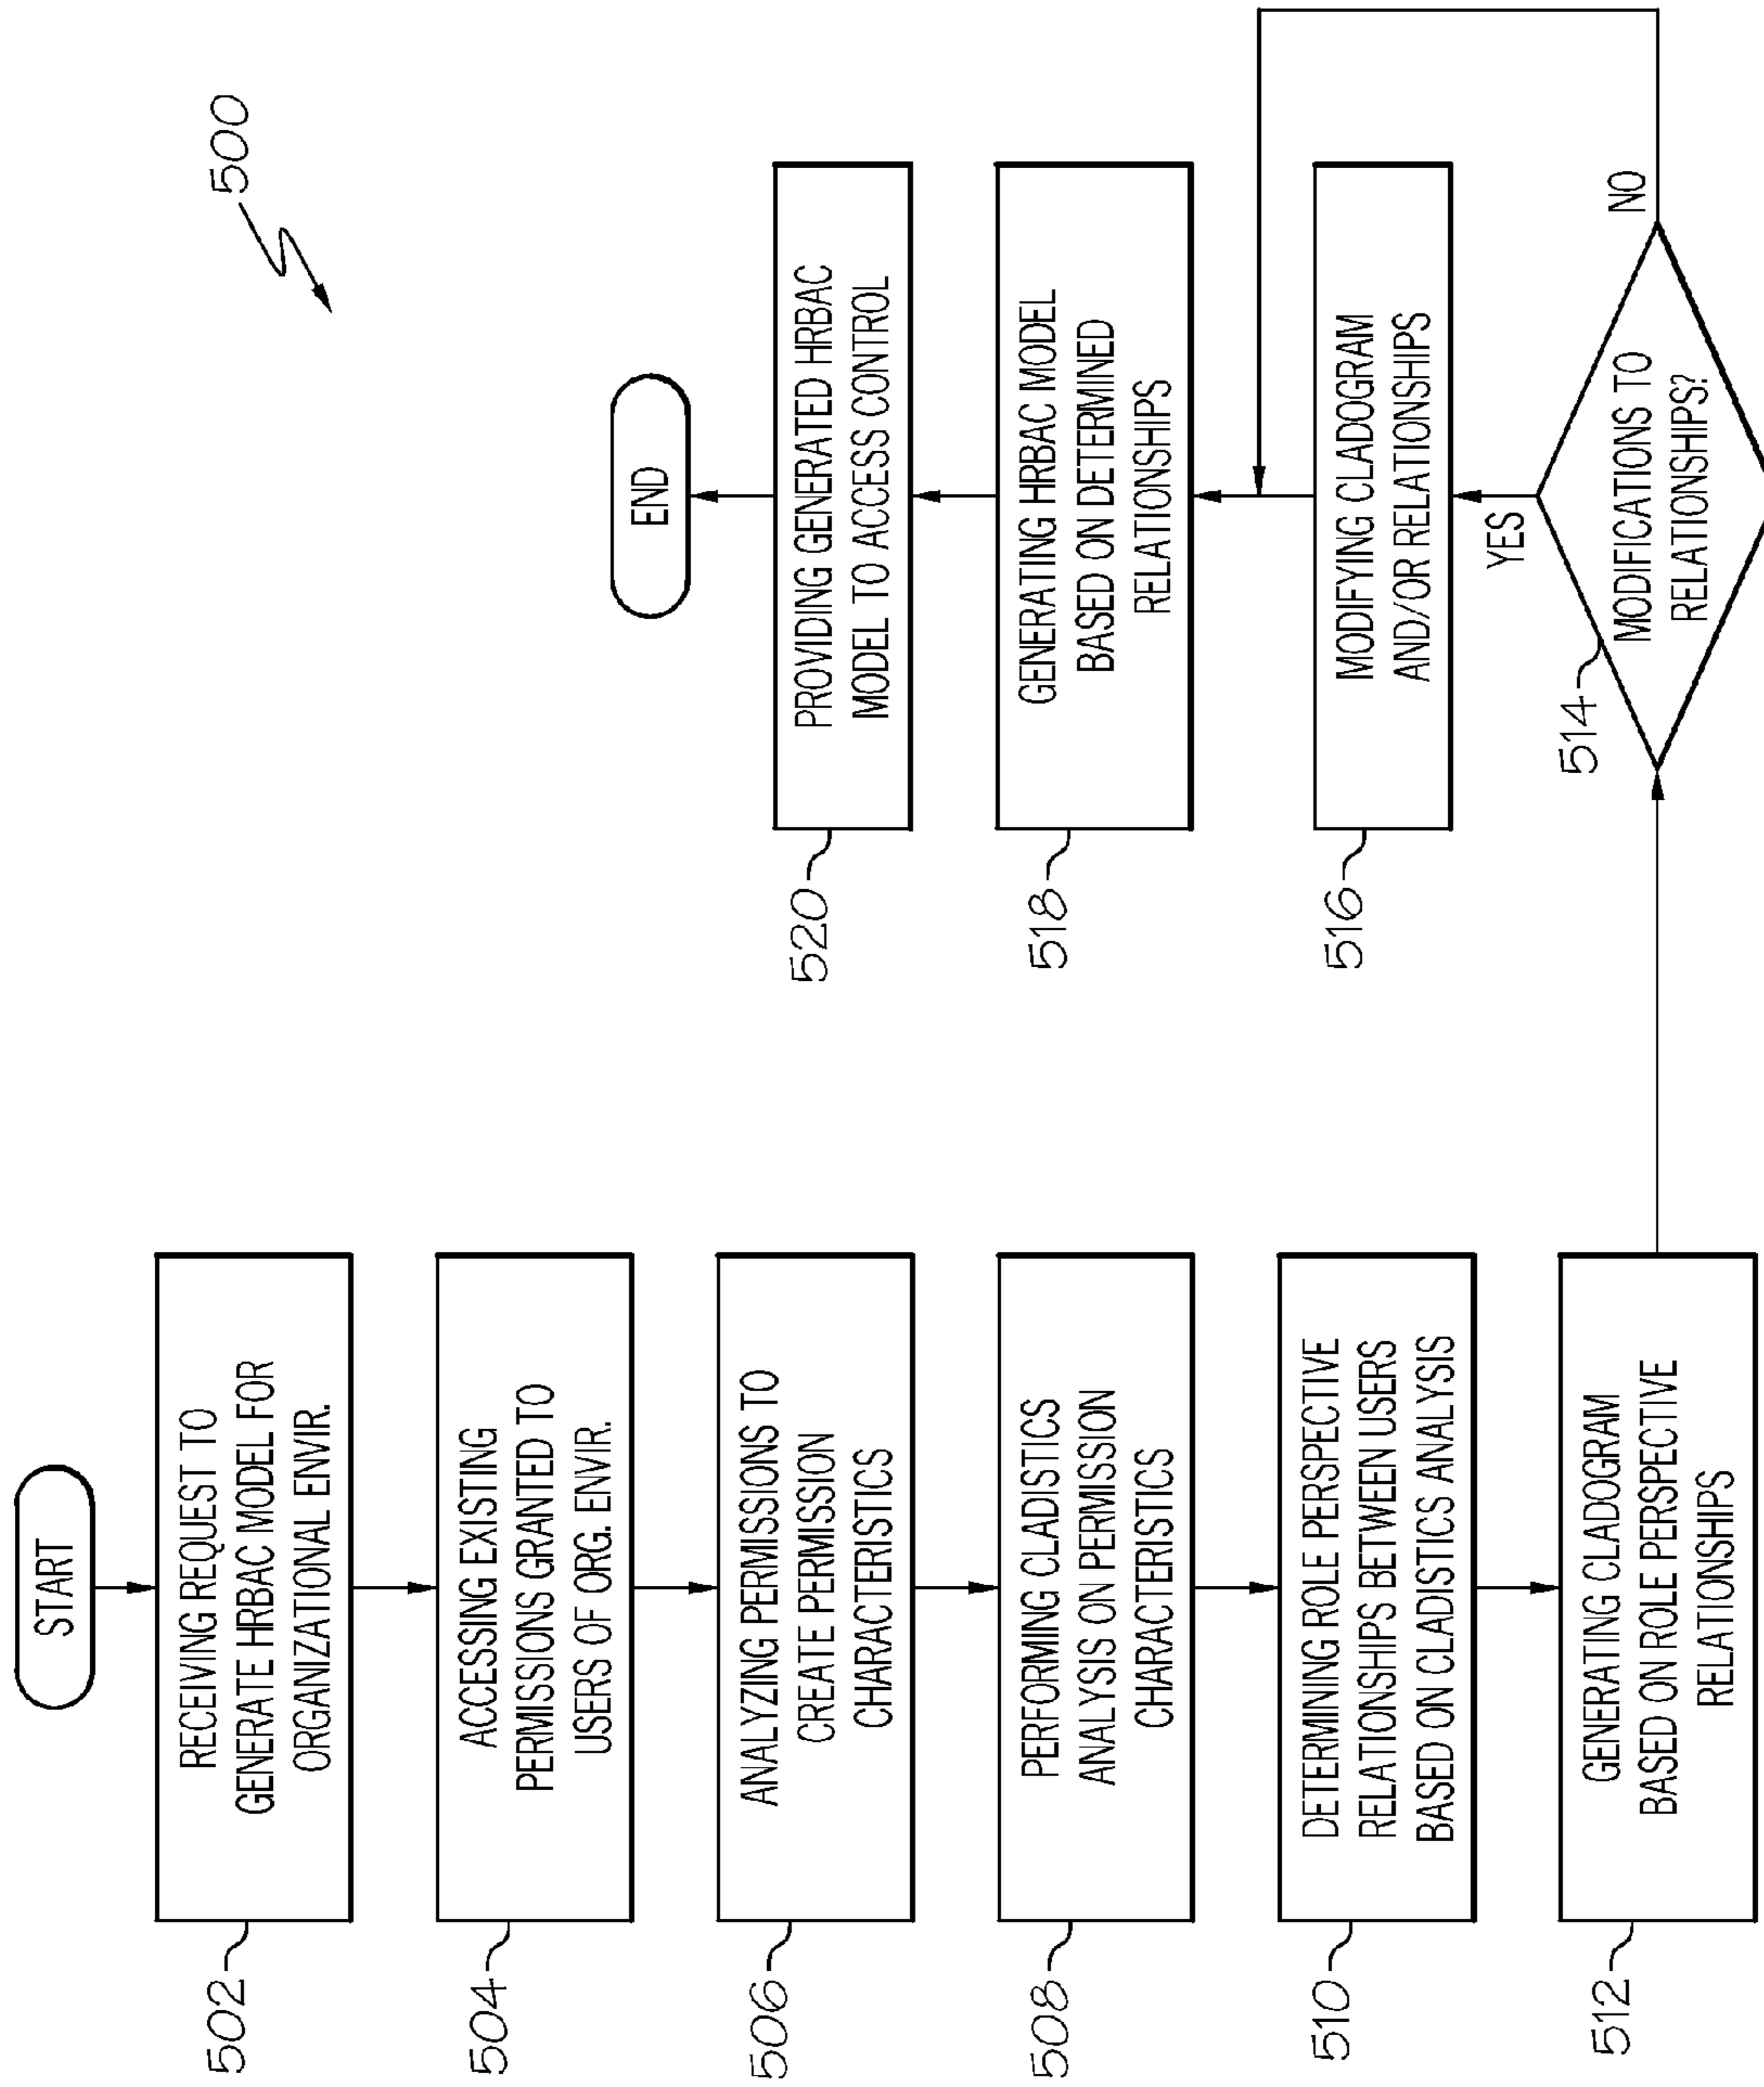 500
START
502
RECEIVING REQUEST TO
GENERATE HRBAC MODEL FOR
ORGANIZATIONAL ENVIR.
504
ACCESSING EXISTING
PERMISSIONS GRANTED TO
USERS OF ORG. ENVIR.
506
ANALYZING PERMISSIONS TO
CREATE PERMISSION
CHARACTERISTICS
508
PERFORMING CLADISTICS
ANALYSIS ON PERMISSION
CHARACTERISTICS
510
DETERMINING ROLE PERSPECTIVE
RELATIONSHIPS BETWEEN USERS
BASED ON CLADISTICS ANALYSIS
512
GENERATING CLADOGRAM
BASED ON ROLE PERSPECTIVE
RELATIONSHIPS
514
MODIFICATIONS TO
RELATIONSHIPS?
YES
NO
516
MODIFYING CLADOGRAM
AND/OR RELATIONSHIPS
518
GENERATING HRBAC MODEL
BASED ON DETERMINED
RELATIONSHIPS
520
PROVIDING GENERATED HRBAC
MODEL TO ACCESS CONTROL
END